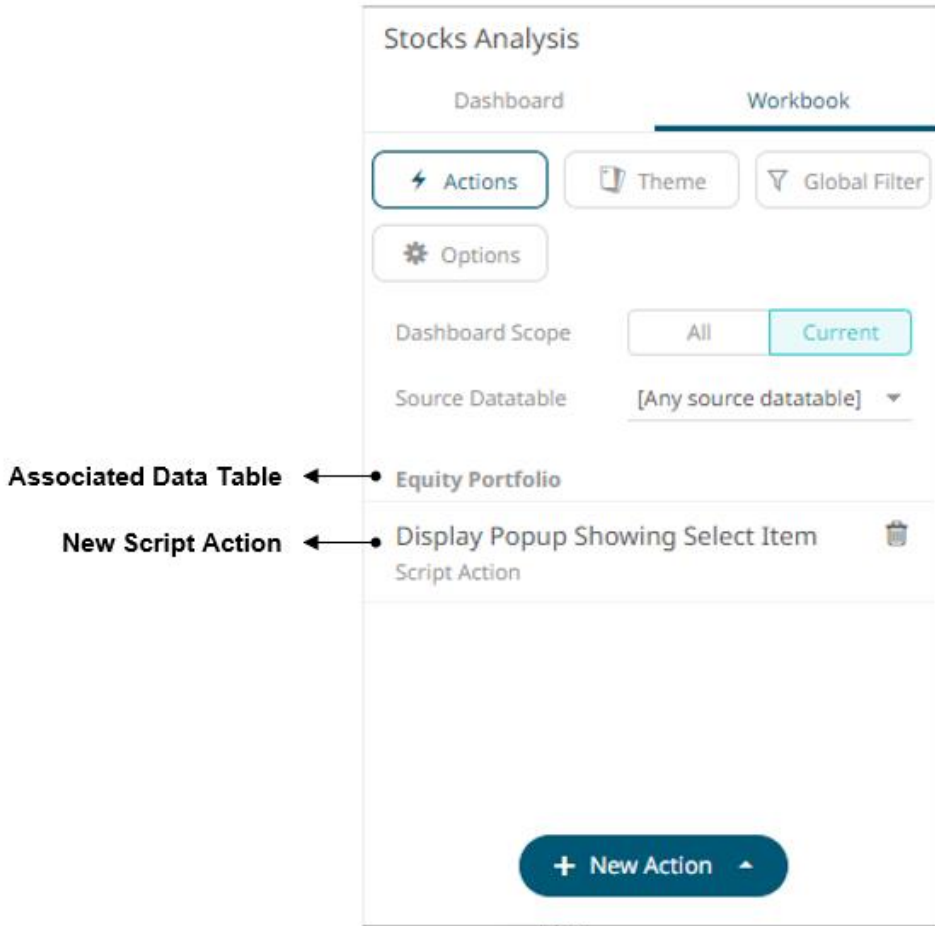 Stocks Analysis
Dashboard Workbook
Actions Theme Global Filter
Options
Dashboard Scope All Current
Source Datatable [Any source datatable]
Associated Data Table Equity Portfolio
New Script Action Display Popup Showing Select Item
Script Action
+ New Action